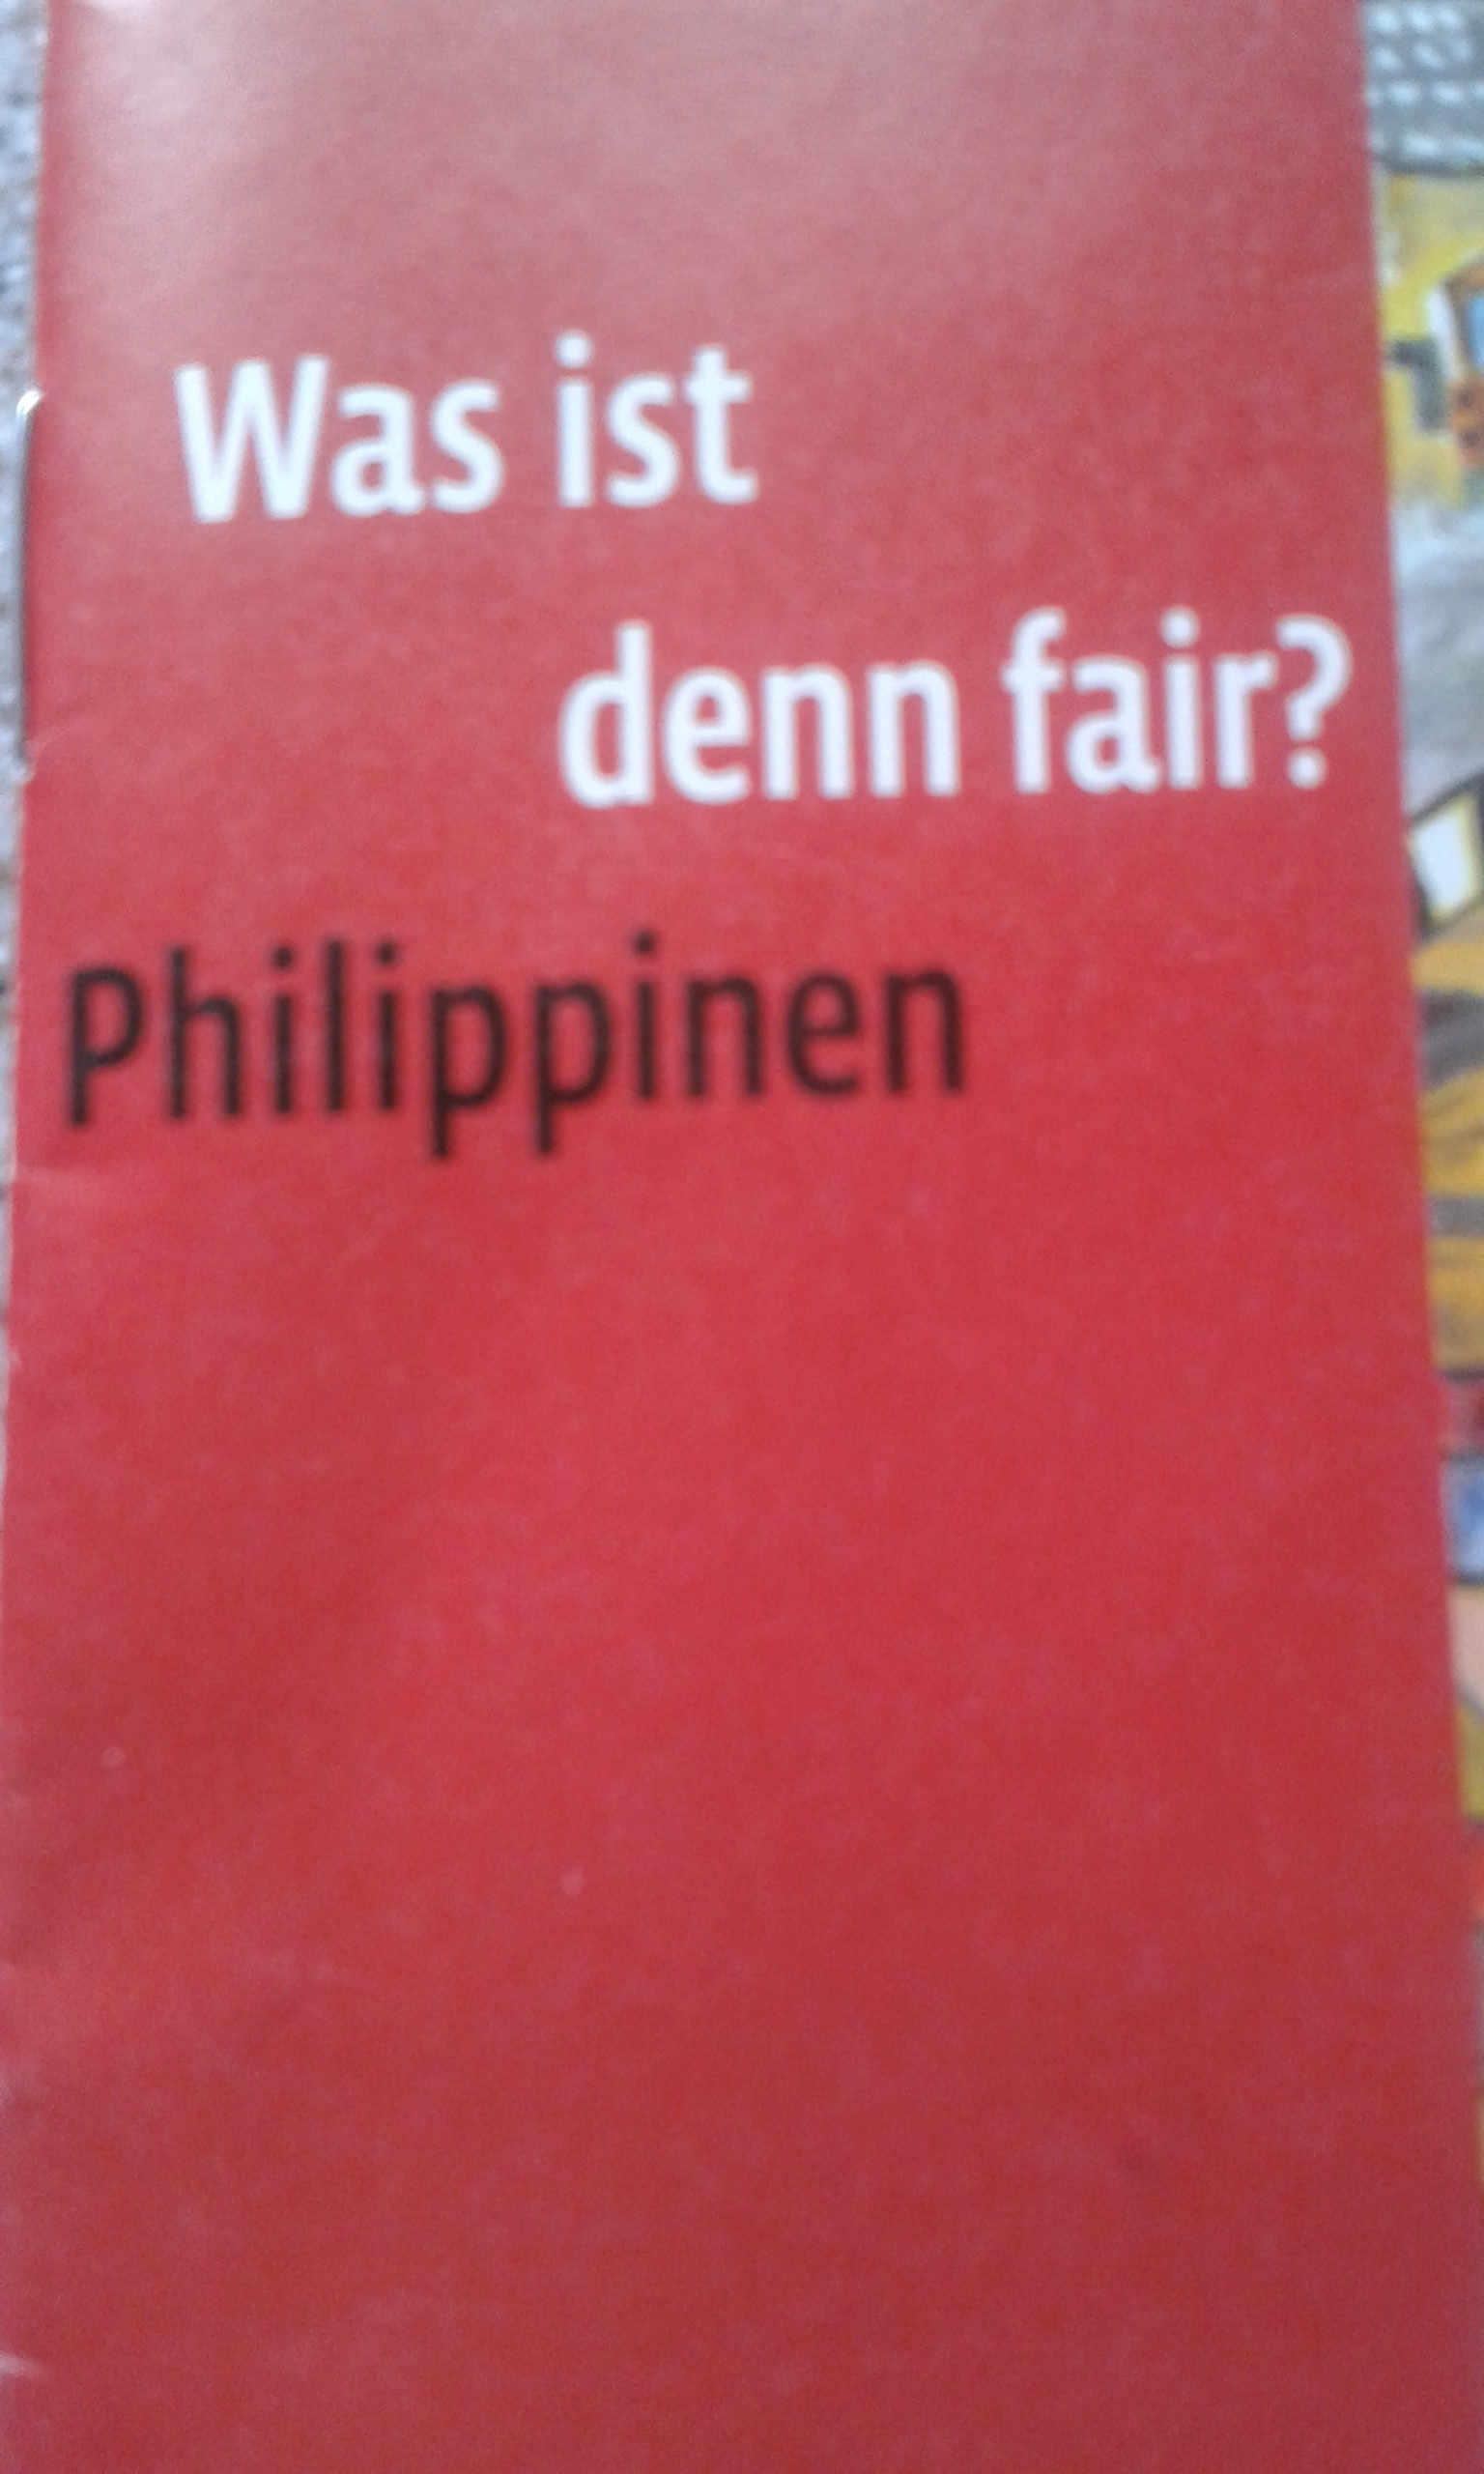 Was ist
denn fair?
Philippinen